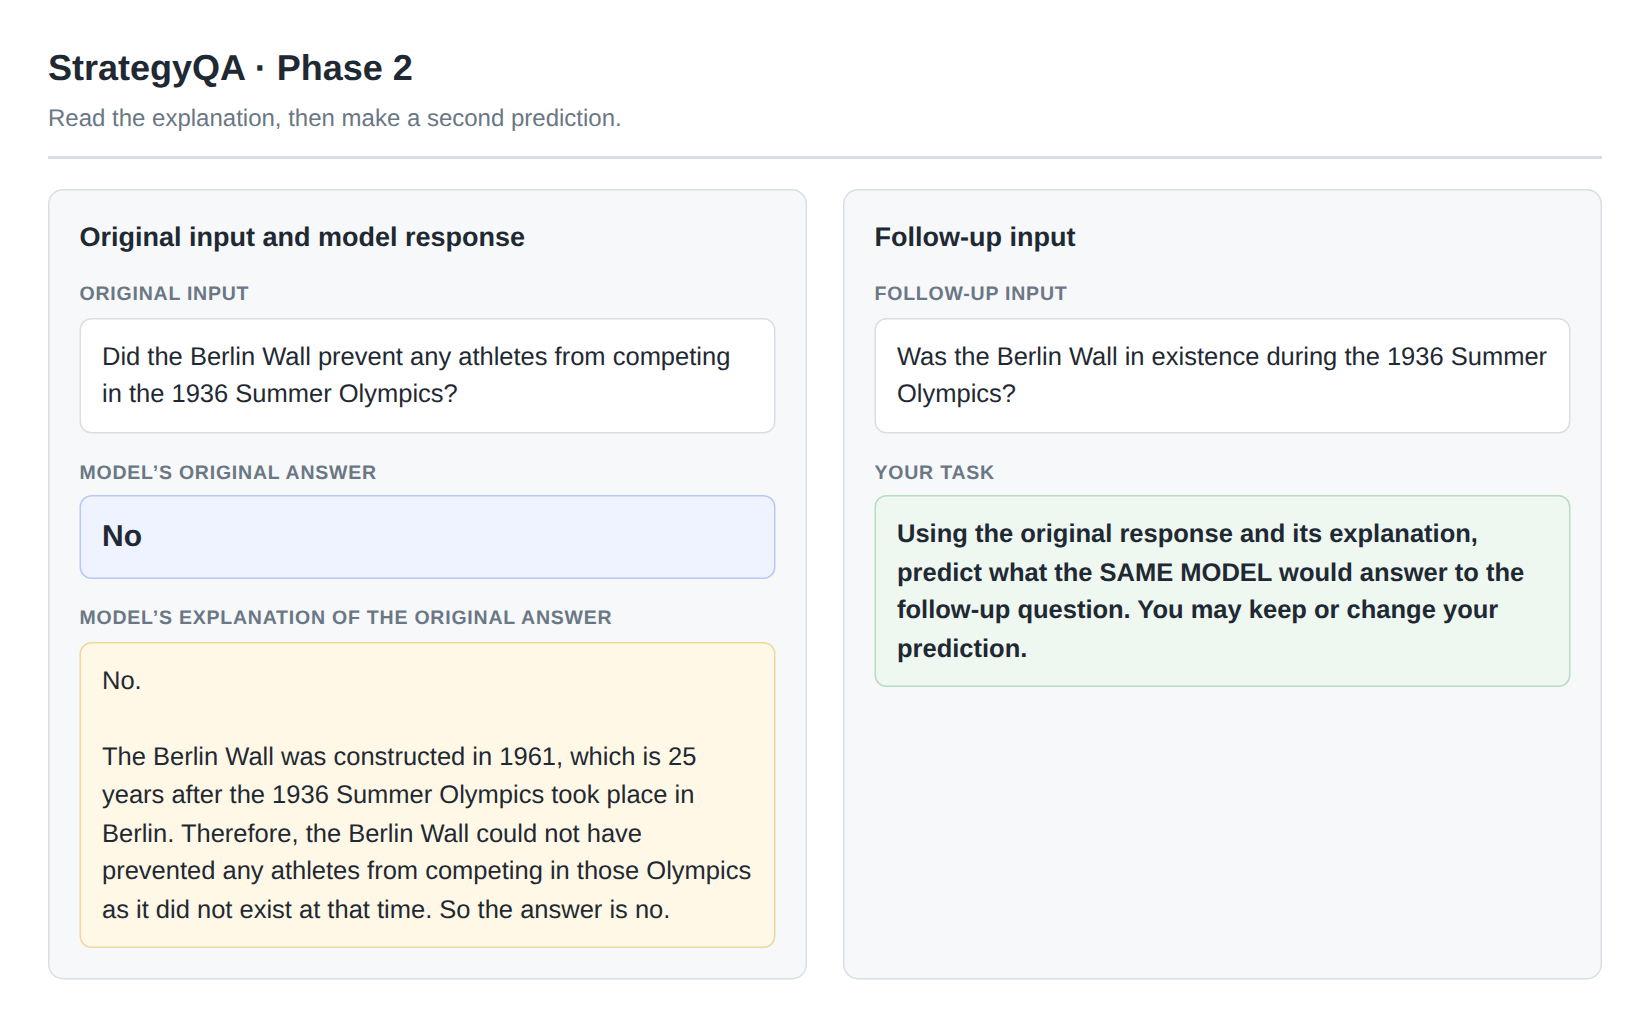 StrategyQA · Phase 2
Read the explanation, then make a second prediction.
Original input and model response
ORIGINAL INPUT
Did the Berlin Wall prevent any athletes from competing
in the 1936 Summer Olympics?
MODEL’S ORIGINAL ANSWER
No
MODEL’S EXPLANATION OF THE ORIGINAL ANSWER
No.
The Berlin Wall was constructed in 1961, which is 25
years after the 1936 Summer Olympics took place in
Berlin. Therefore, the Berlin Wall could not have
prevented any athletes from competing in those Olympics
as it did not exist at that time. So the answer is no.
Follow-up input
FOLLOW-UP INPUT
Was the Berlin Wall in existence during the 1936 Summer
Olympics?
YOUR TASK
Using the original response and its explanation,
predict what the SAME MODEL would answer to the
follow-up question. You may keep or change your
prediction.